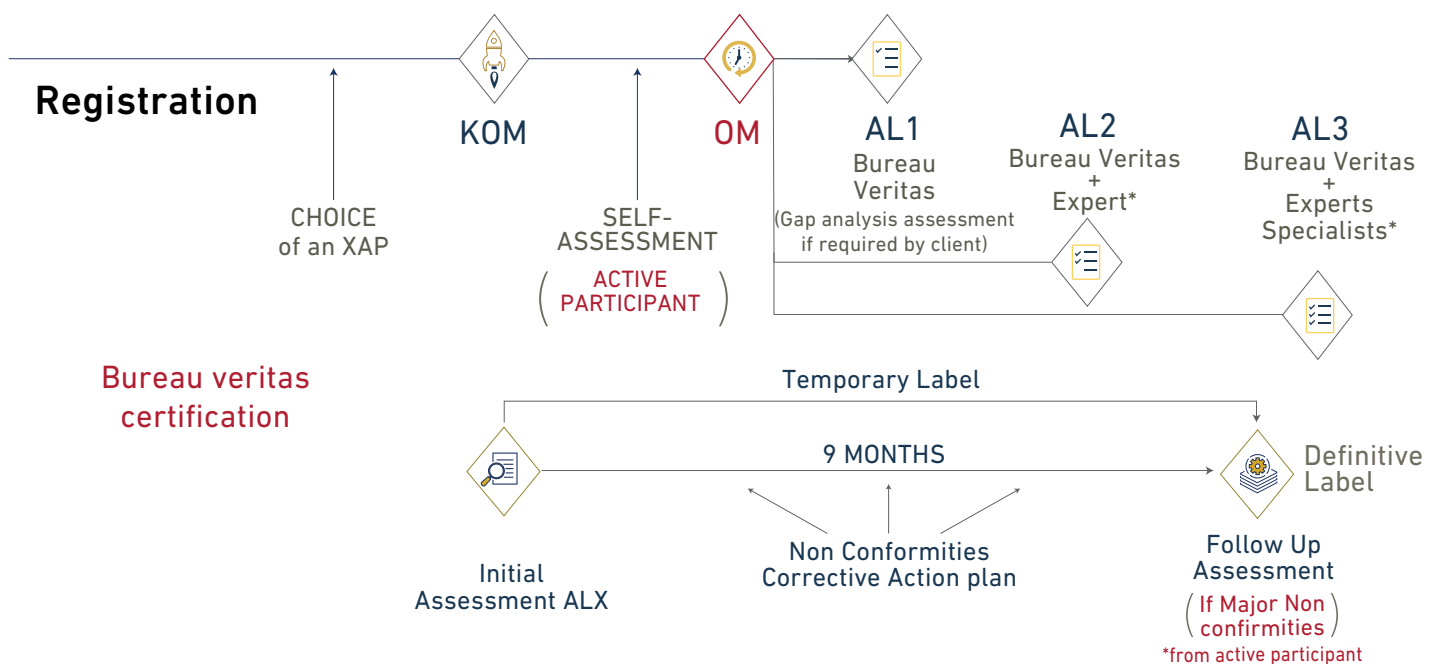 Registration
KOM
OM
AL1
Bureau
Veritas
(Gap analysis assessment
if required by client)
AL2
Bureau Veritas
+
Expert*
AL3
Bureau Veritas
+
Experts
Specialists*
CHOICE
of an XAP
SELF-
ASSESSMENT
(ACTIVE
PARTICIPANT)
Bureau veritas
certification
Temporary Label
9 MONTHS
Definitive
Label
Initial
Assessment ALX
Non Conformities
Corrective Action plan
Follow Up
Assessment
(If Major Non
confirmities)
*from active participant